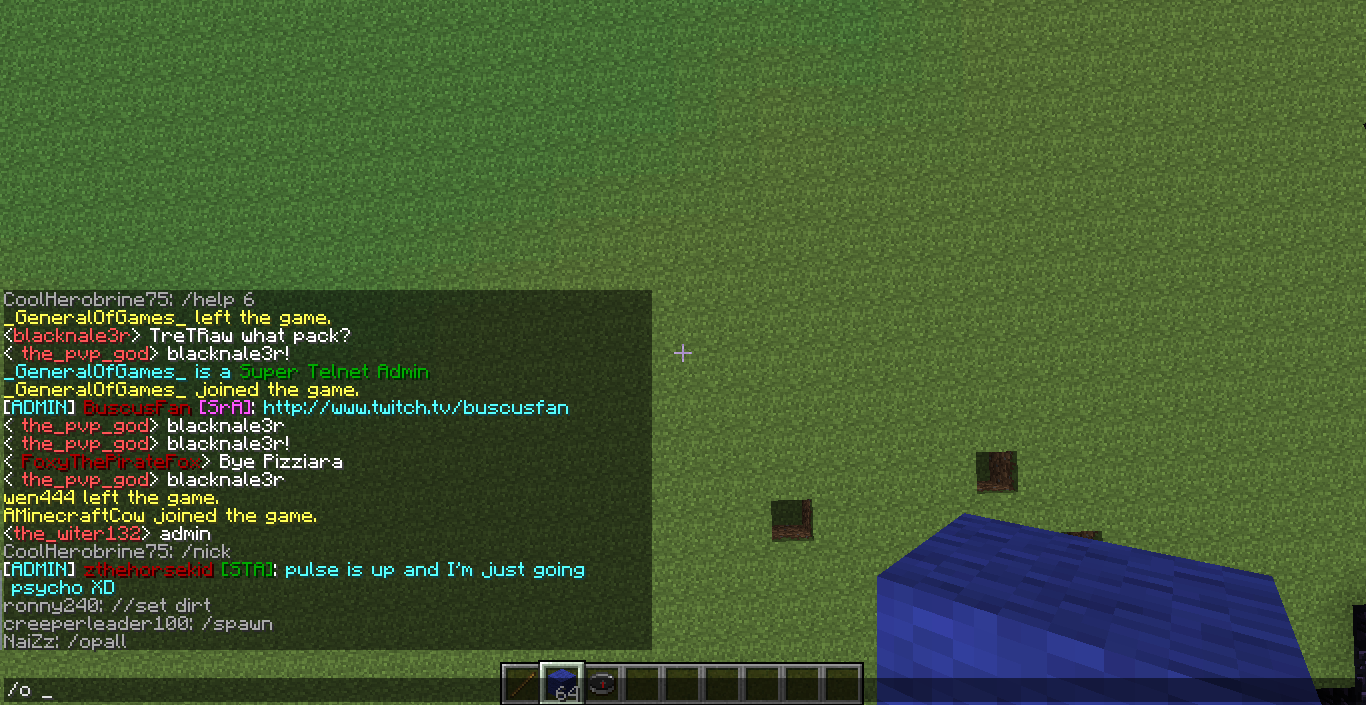 CoolHerobrine75: /help 6
_GeneralOfGames_ left the game.
<blacknale3r> TreTRaw what pack?
< the_pvp_god> blacknale3r!
_GeneralOfGames_ is a Super Telnet Admin
_GeneralOfGames_ joined the game.
[ADMIN] BuscusFan [SrA]: http://www.twitch.tv/buscusfan
< the_pvp_god> blacknale3r
< the_pvp_god> blacknale3r!
< FoxyThePirateFox> Bye Pizziara
< the_pvp_god> blacknale3r
wen444 left the game.
AMinecraftCow joined the game.
<the_witer132> admin
CoolHerobrine75: /nick
[ADMIN] zthehorsekid [STA]: pulse is up and I'm just going
psycho XD
ronny240: //set dirt
creeperleader100: /spawn
NaiZz: /opall
/o _
64